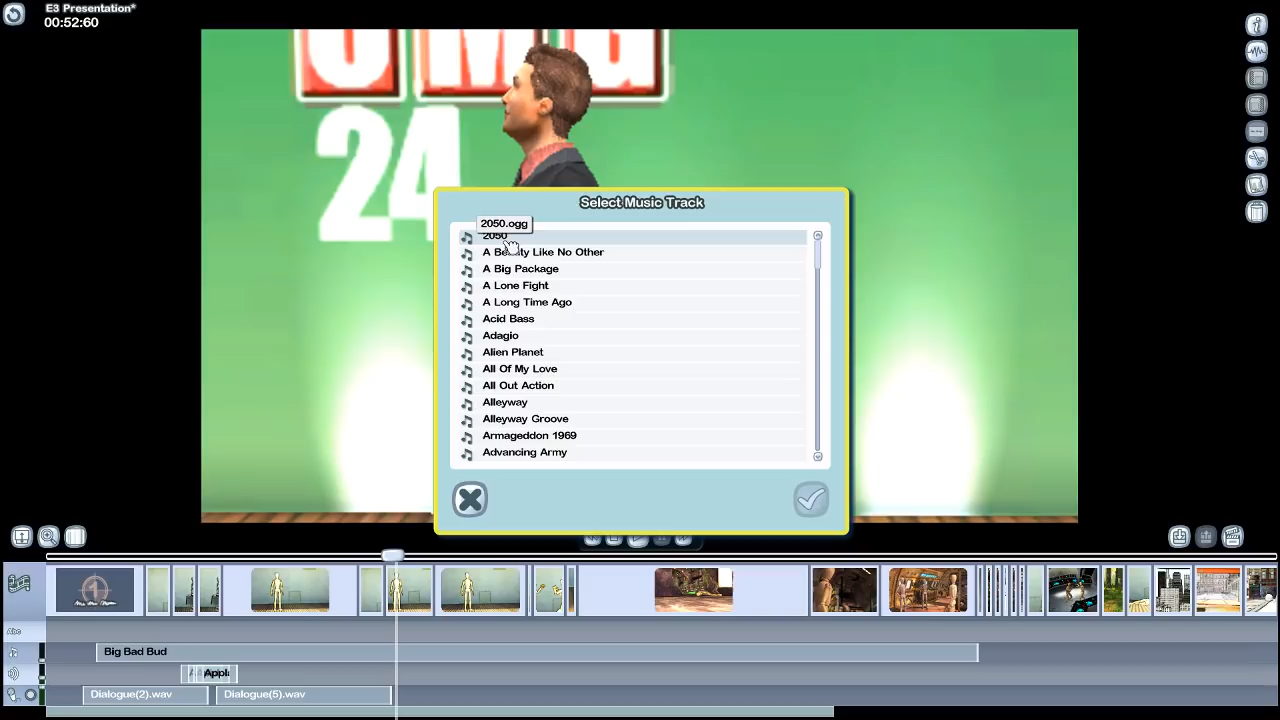 E3 Presentation*
00:52:60
24
Select Music Track
2050.ogg
2050
A Beauty Like No Other
A Big Package
A Lone Fight
A Long Time Ago
Acid Bass
Adagio
Alien Planet
All Of My Love
All Out Action
Alleyway
Alleyway Groove
Armageddon 1969
Advancing Army
Abc
Big Bad Bud
Dialogue(2).wav
Dialogue(5).wav